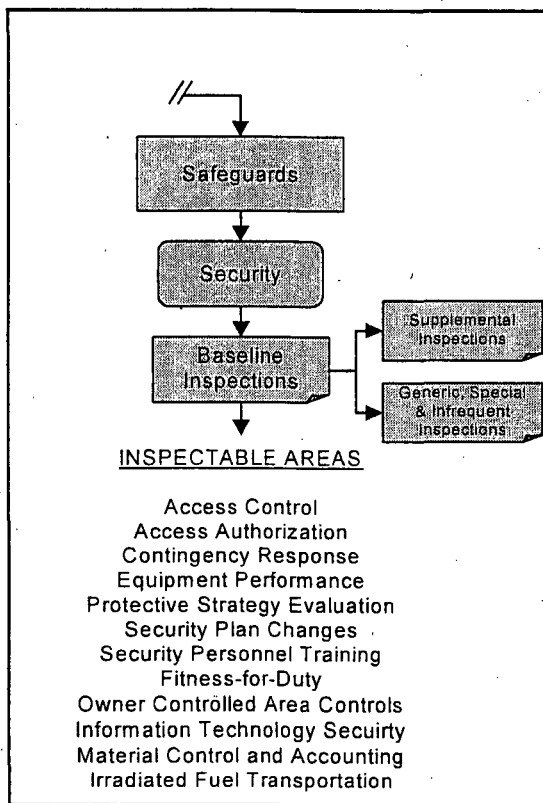 Safeguards
Security
Baseline
Inspections
Supplemental
Inspections
Generic, Special
& Infrequent
Inspections
INSPECTABLE AREAS
Access Control
Access Authorization
Contingency Response
Equipment Performance
Protective Strategy Evaluation
Security Plan Changes
Security Personnel Training
Fitness-for-Duty
Owner Controlled Area Controls
Information Technology Secuirty
Material Control and Accounting
Irradiated Fuel Transportation